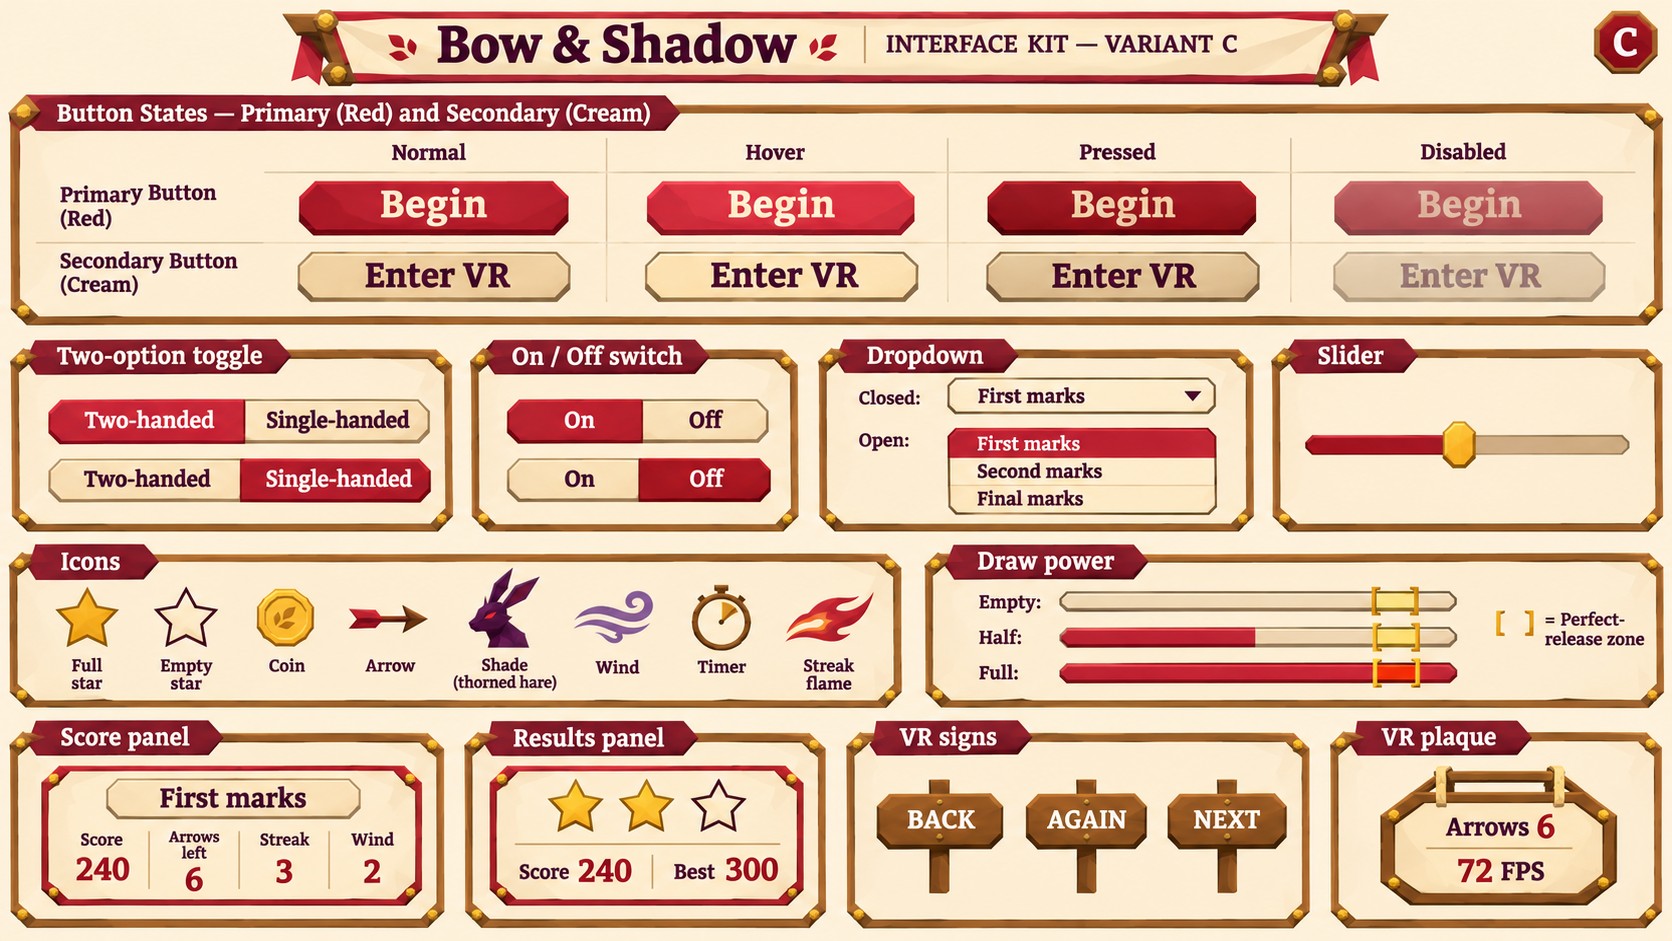 Bow & Shadow
INTERFACE KIT — VARIANT C
C
Button States — Primary (Red) and Secondary (Cream)
Normal
Hover
Pressed
Disabled
Primary Button
(Red)
Begin
Begin
Begin
Begin
Secondary Button
(Cream)
Enter VR
Enter VR
Enter VR
Enter VR
Two-option toggle
Two-handed
Single-handed
Two-handed
Single-handed
On / Off switch
On
Off
On
Off
Dropdown
Closed:
First marks
Open:
First marks
Second marks
Final marks
Slider
Icons
Full
star
Empty
star
Coin
Arrow
Shade
(thorned hare)
Wind
Timer
Streak
flame
Draw power
Empty:
Half:
Full:
[ ] = Perfect-
release zone
Score panel
First marks
Score
240
Arrows
left
6
Streak
3
Wind
2
Results panel
Score 240
Best 300
VR signs
BACK
AGAIN
NEXT
VR plaque
Arrows 6
72 FPS